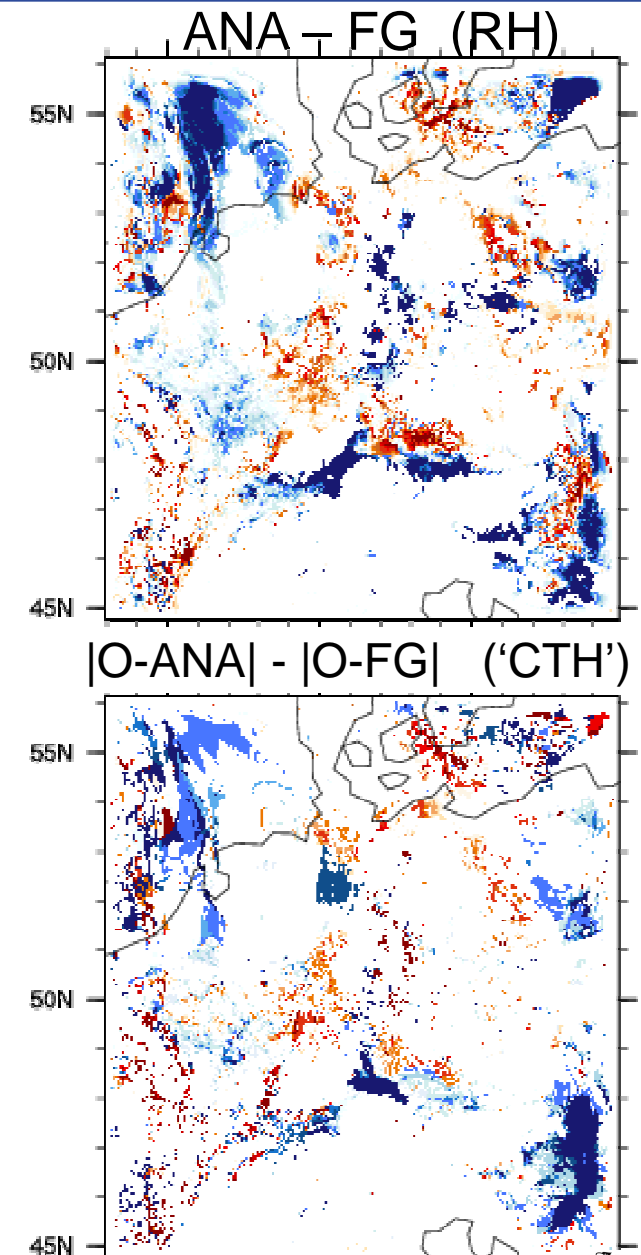 ANA – FG (RH)
55N
50N
45N
|O-ANA| - |O-FG| (‘CTH’)
55N
50N
45N